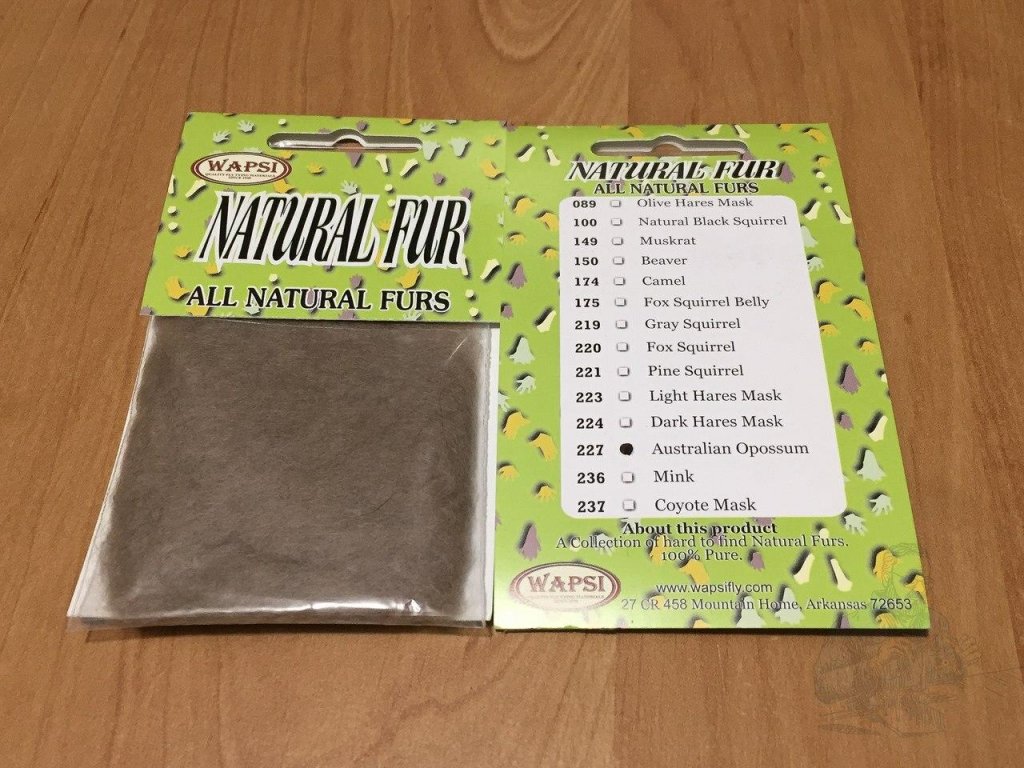 WAPSI
QUALITY FLY TYING MATERIALS
NATURAL FUR
ALL NATURAL FURS
NATURAL FUR
ALL NATURAL FURS
089 Olive Hares Mask
100 Natural Black Squirrel
149 Muskrat
150 Beaver
174 Camel
175 Fox Squirrel Belly
219 Gray Squirrel
220 Fox Squirrel
221 Pine Squirrel
223 Light Hares Mask
224 Dark Hares Mask
227 Australian Opossum
236 Mink
237 Coyote Mask
About this product
A Collection of hard to find Natural Furs.
100% Pure.
WAPSI
www.wapsifly.com
27 CR 458 Mountain Home, Arkansas 72653